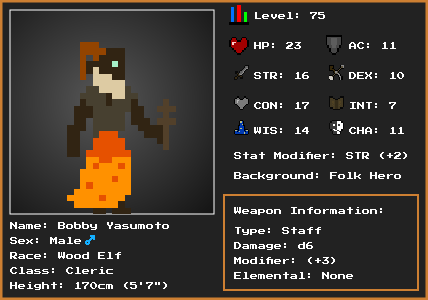 Level: 75
HP: 23 AC: 11
STR: 16 DEX: 10
CON: 17 INT: 7
WIS: 14 CHA: 11
Stat Modifier: STR (+2)
Background: Folk Hero
Weapon Information:
Type: Staff
Damage: d6
Modifier: (+3)
Elemental: None
Name: Bobby Yasumoto
Sex: Male ♂
Race: Wood Elf
Class: Cleric
Height: 170cm (5'7")